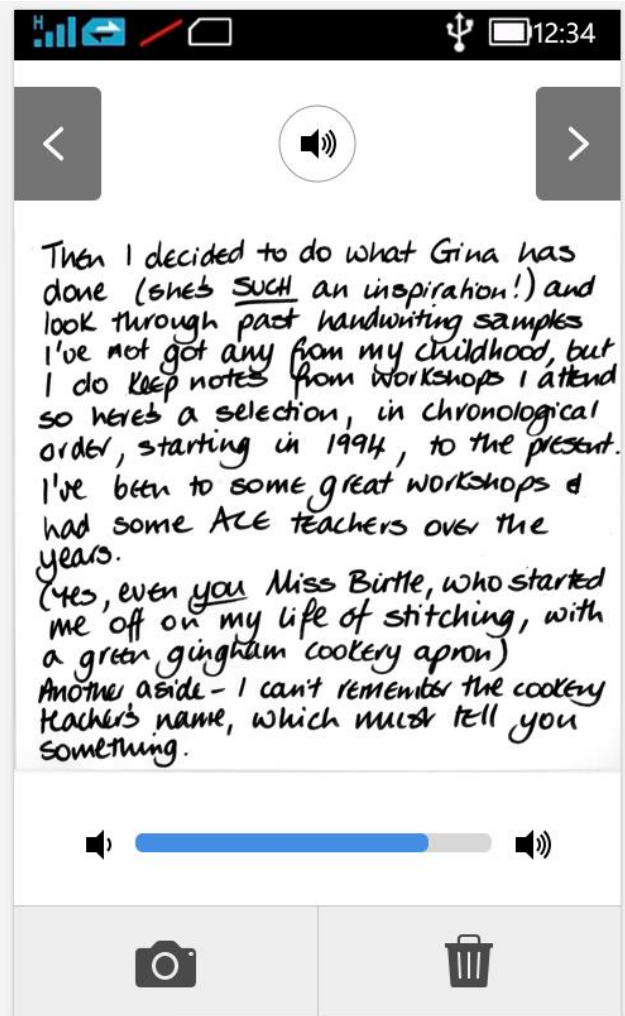 H 12:34
Then I decided to do what Gina has
done (she's SUCH an inspiration!) and
look through past handwriting samples
I've not got any from my childhood, but
I do keep notes from workshops I attend
so here's a selection, in chronological
order, starting in 1994, to the present.
I've been to some great workshops &
had some ACE teachers over the
years.
(Yes, even you Miss Birtle, who started
me off on my life of stitching, with
a green gingham cookery apron)
Another aside - I can't remember the cookery
teacher's name, which must tell you
something.